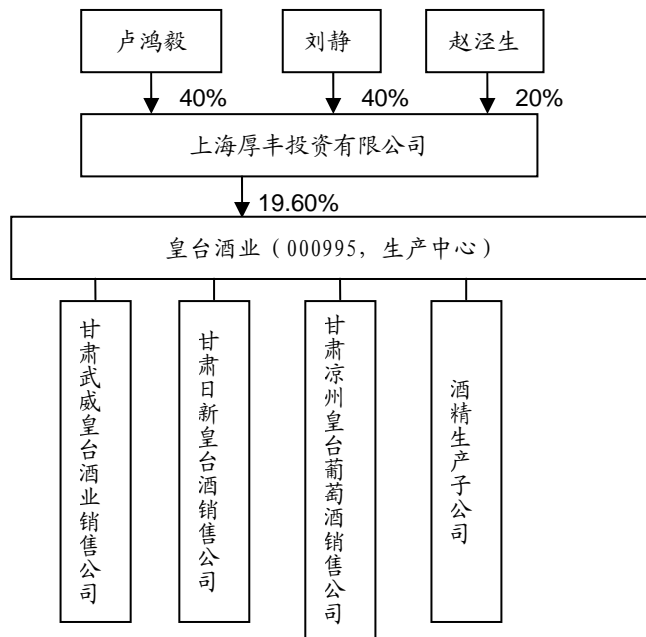 卢鸿毅
刘静
赵泾生
40%
40%
20%
上海厚丰投资有限公司
19.60%
皇台酒业（000995，生产中心）
甘肃武威皇台酒业销售公司
甘肃日新皇台酒销售公司
甘肃凉州皇台葡萄酒销售公司
酒精生产子公司